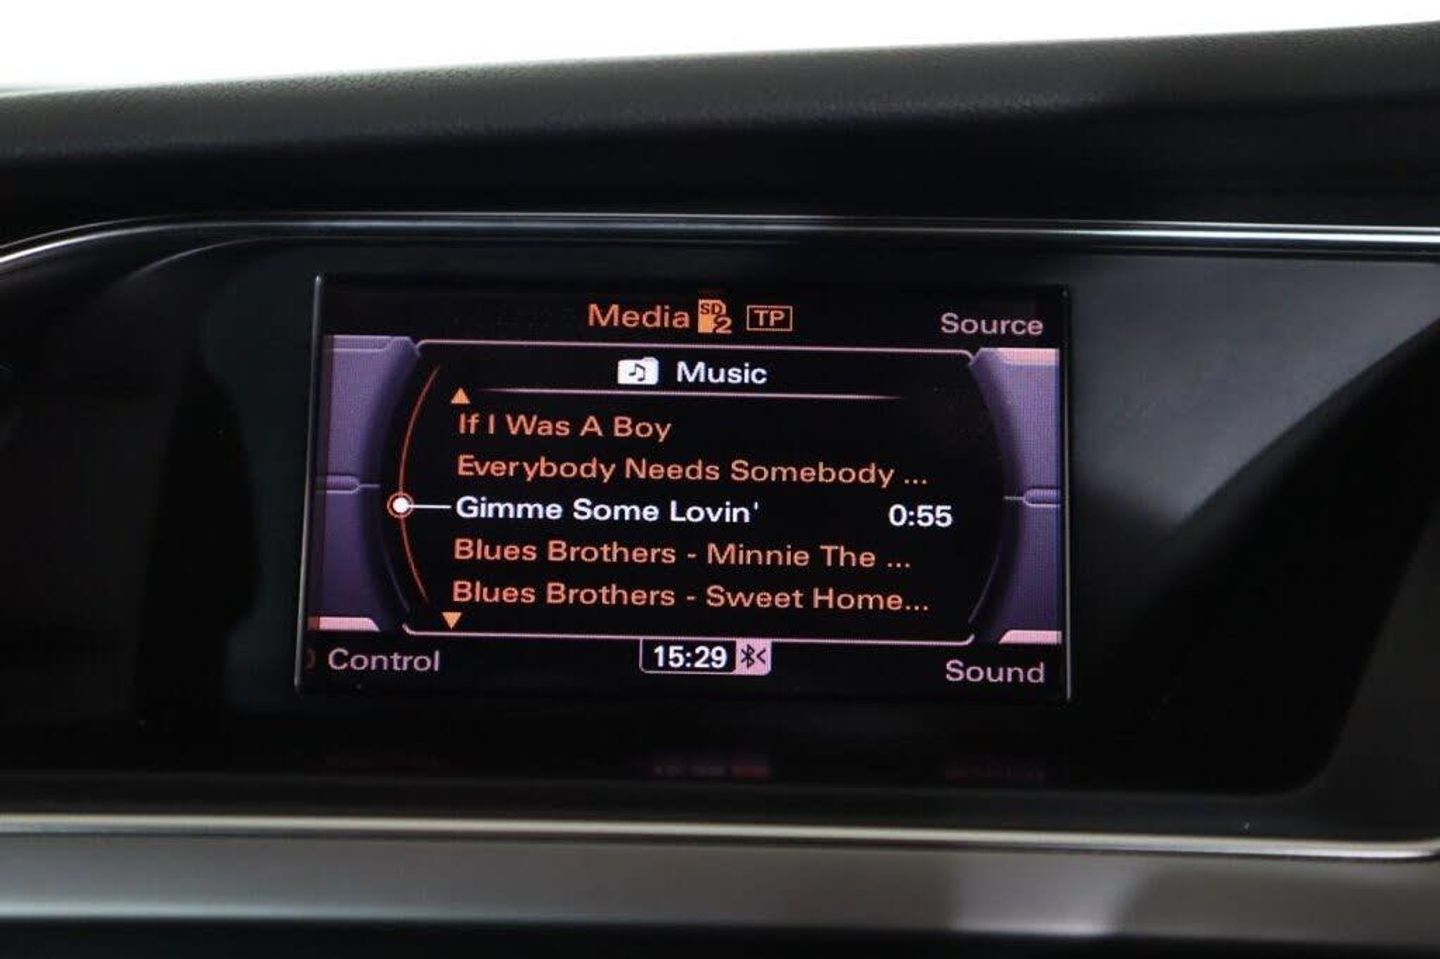 Media SD 2 TP
Source
Music
If I Was A Boy
Everybody Needs Somebody ...
Gimme Some Lovin' 0:55
Blues Brothers - Minnie The ...
Blues Brothers - Sweet Home...
Control
15:29
Sound